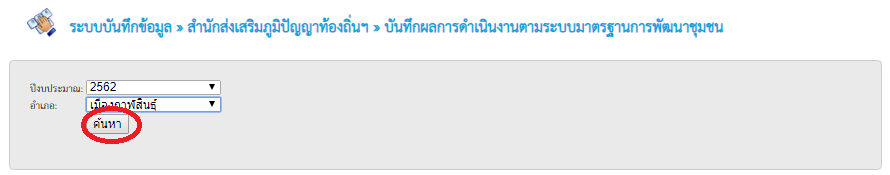 ระบบบันทึกข้อมูล » สำนักส่งเสริมภูมิปัญญาท้องถิ่นฯ » บันทึกผลการดำเนินงานตามระบบมาตรฐานการพัฒนาชุมชน
ปีงบประมาณ: 2562
อำเภอ: เมืองกาฬสินธุ์
ค้นหา